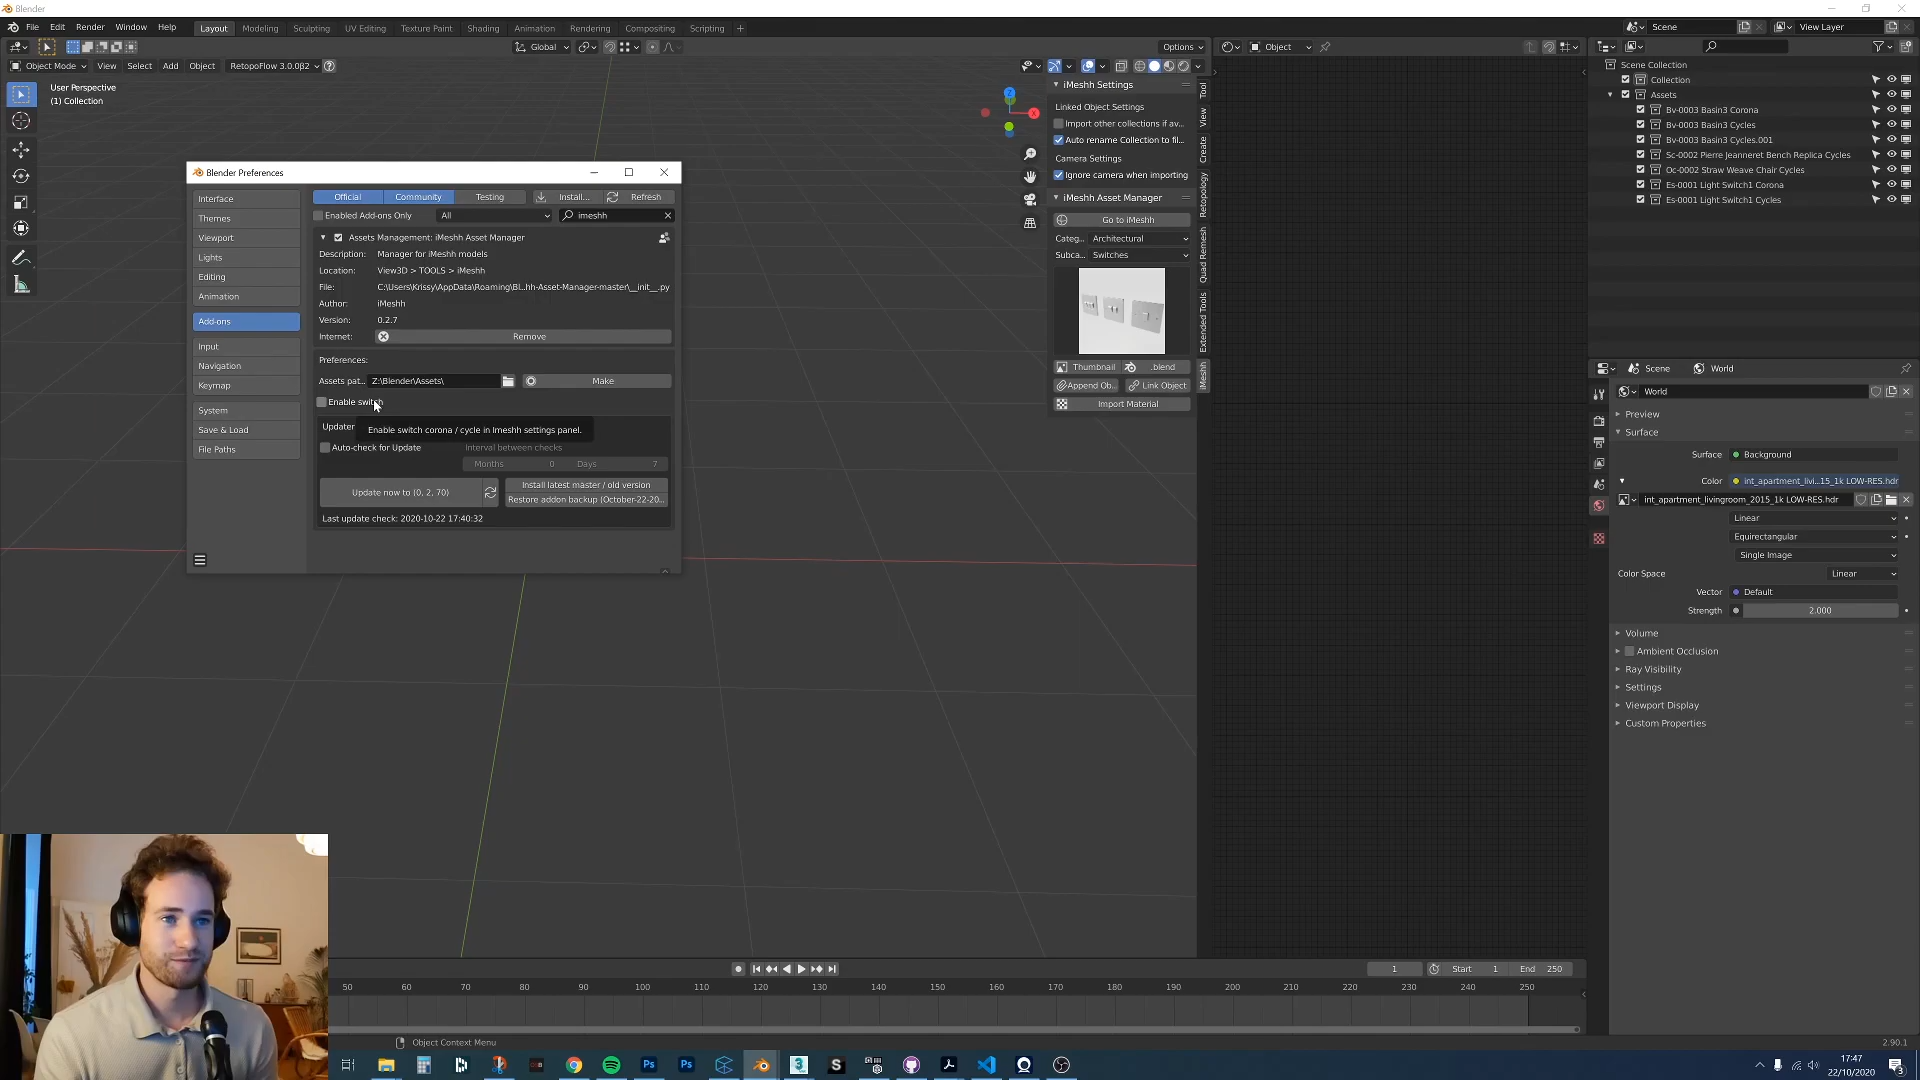 Blender
File Edit Render Window Help
Layout Modeling Sculpting UV Editing Texture Paint Shading Animation Rendering Compositing Scripting +
Scene
View Layer
Global
Options
Object
Object Mode View Select Add Object RetopoFlow 3.0.0β2
User Perspective
(1) Collection
Blender Preferences
Interface
Themes
Viewport
Lights
Editing
Animation
Add-ons
Input
Navigation
Keymap
System
Save & Load
File Paths
Official Community Testing Install... Refresh
Enabled Add-ons Only All imeshh
Assets Management: iMeshh Asset Manager
Description: Manager for iMeshh models
Location: View3D > TOOLS > iMeshh
File: C:\Users\Krissy\AppData\Roaming\Bl...hh-Asset-Manager-master\__init__.py
Author: iMeshh
Version: 0.2.7
Internet: Remove
Preferences:
Assets pat... Z:\Blender\Assets\ Make
Enable switch
Updater
Enable switch corona / cycle in Imeshh settings panel.
Auto-check for Update Interval between checks
Months 0 Days 7
Update now to (0, 2, 70)
Install latest master / old version
Restore addon backup (October-22-20...
Last update check: 2020-10-22 17:40:32
Z
X
iMeshh Settings
Linked Object Settings
Import other collections if av...
Auto rename Collection to fil...
Camera Settings
Ignore camera when importing
iMeshh Asset Manager
Go to iMeshh
Categ.. Architectural
Subca.. Switches
Thumbnail .blend
Append Ob.. Link Object
Import Material
Tool
View
Create
Retopology
Quad Remesh
Extended Tools
iMeshh
Scene Collection
Collection
Assets
Bv-0003 Basin3 Corona
Bv-0003 Basin3 Cycles
Bv-0003 Basin3 Cycles.001
Sc-0002 Pierre Jeanneret Bench Replica Cycles
Oc-0002 Straw Weave Chair Cycles
Es-0001 Light Switch1 Corona
Es-0001 Light Switch1 Cycles
Scene World
World
Preview
Surface
Surface Background
Color int_apartment_livi...15_1k LOW-RES.hdr
int_apartment_livingroom_2015_1k LOW-RES.hdr
Linear
Equirectangular
Single Image
Color Space Linear
Vector Default
Strength 2.000
Volume
Ambient Occlusion
Ray Visibility
Settings
Viewport Display
Custom Properties
1 Start 1 End 250
50 60 70 80 90 100 110 120 130 140 150 160 170 180 190 200 210 220 230 240 250
Object Context Menu
2.90.1
Ps Ps 3 S
17:47
22/10/2020
3